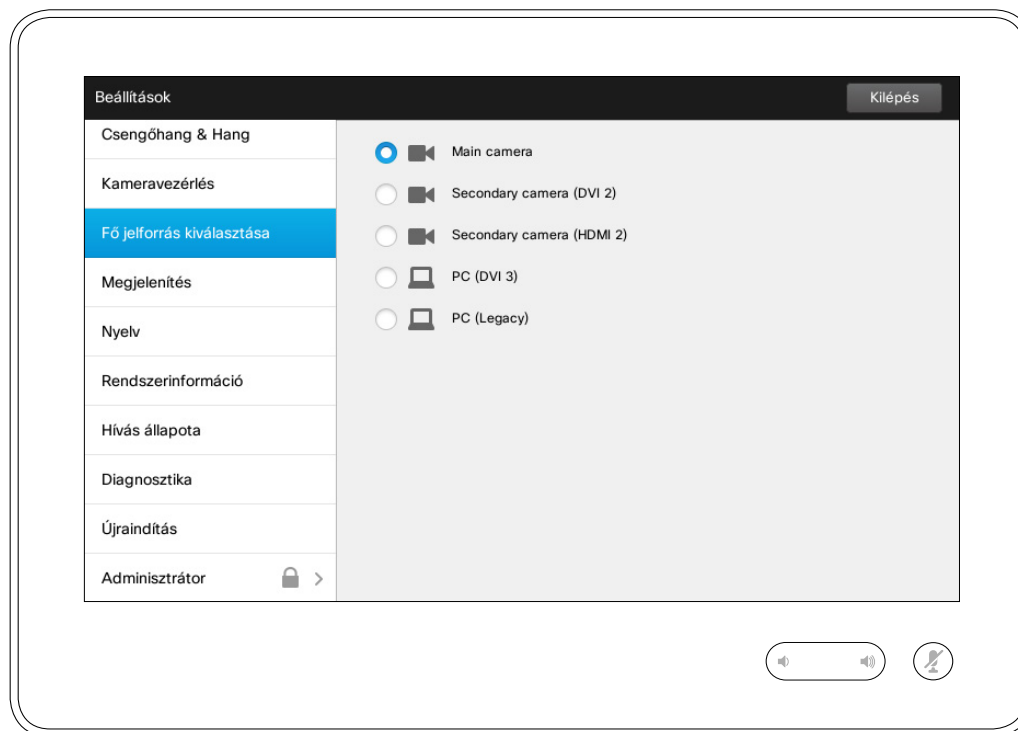 Beállítások
Kilépés
Csengőhang & Hang
Kameravezérlés
Fő jelforrás kiválasztása
Megjelenítés
Nyelv
Rendszerinformáció
Hívás állapota
Diagnosztika
Újraindítás
Adminisztrátor
Main camera
Secondary camera (DVI 2)
Secondary camera (HDMI 2)
PC (DVI 3)
PC (Legacy)